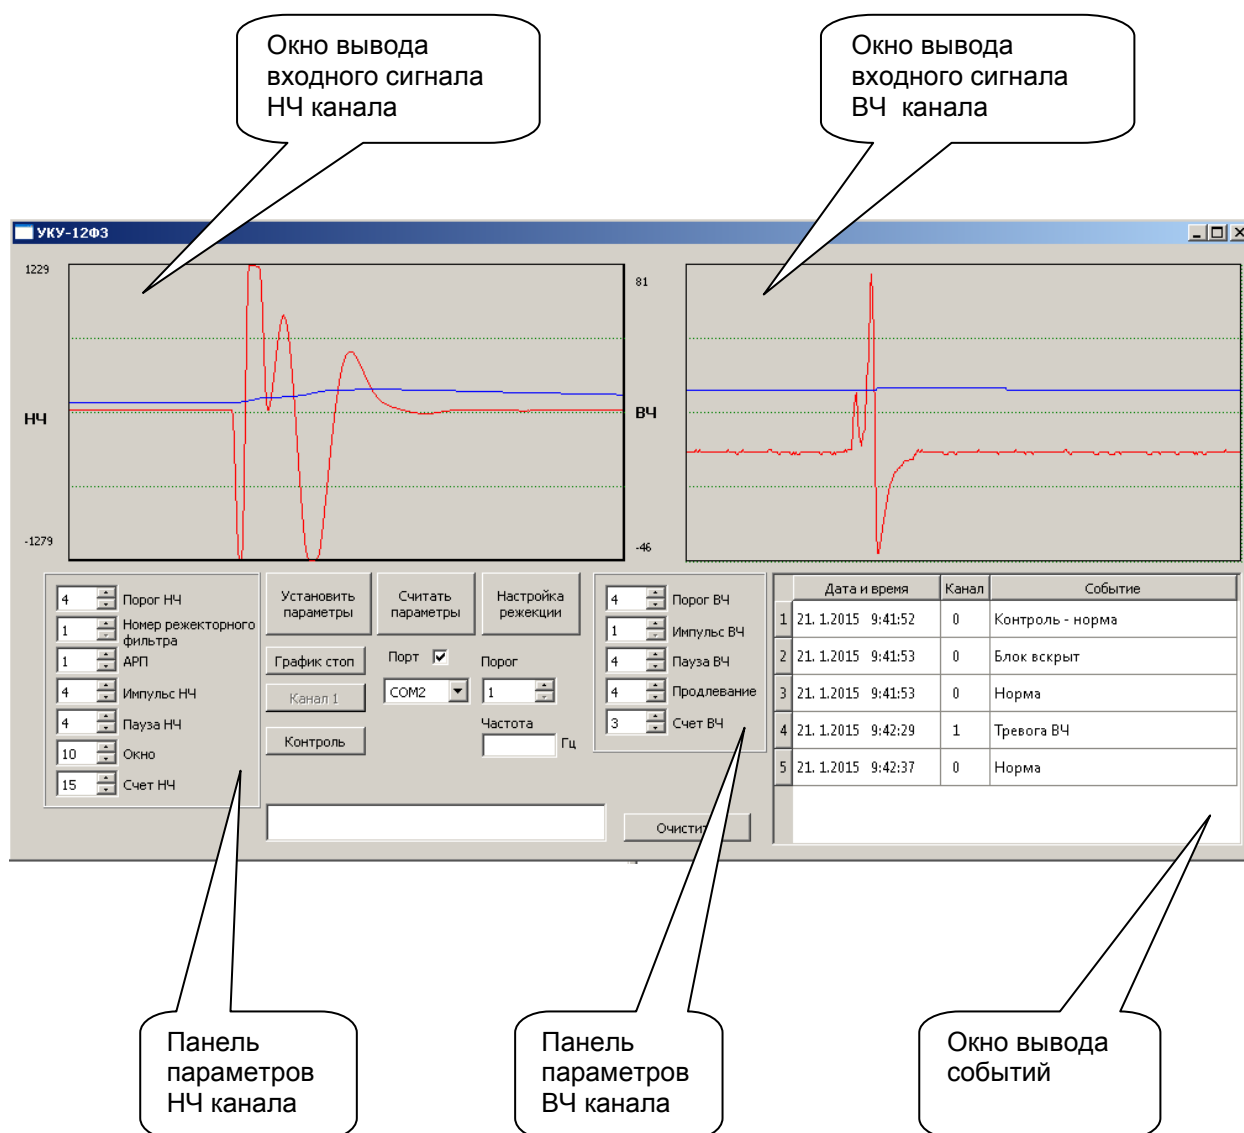 Окно вывода
входного сигнала
НЧ канала
Окно вывода
входного сигнала
ВЧ канала
УКУ-12ФЗ
1229
НЧ
-1279
81
ВЧ
-46
4 Порог НЧ
1 Номер режекторного
фильтра
1 АРП
4 Импульс НЧ
4 Пауза НЧ
10 Окно
15 Счет НЧ
Установить
параметры
Считать
параметры
Настройка
режекции
График стоп
Порт
Порог
Канал 1
COM2
1
Частота
Гц
Контроль
4 Порог ВЧ
1 Импульс ВЧ
4 Пауза ВЧ
4 Продлевание
3 Счет ВЧ
Очистит
Дата и время Канал Событие
1 21. 1.2015 9:41:52 0 Контроль - норма
2 21. 1.2015 9:41:53 0 Блок вскрыт
3 21. 1.2015 9:41:53 0 Норма
4 21. 1.2015 9:42:29 1 Тревога ВЧ
5 21. 1.2015 9:42:37 0 Норма
Панель
параметров
НЧ канала
Панель
параметров
ВЧ канала
Окно вывода
событий